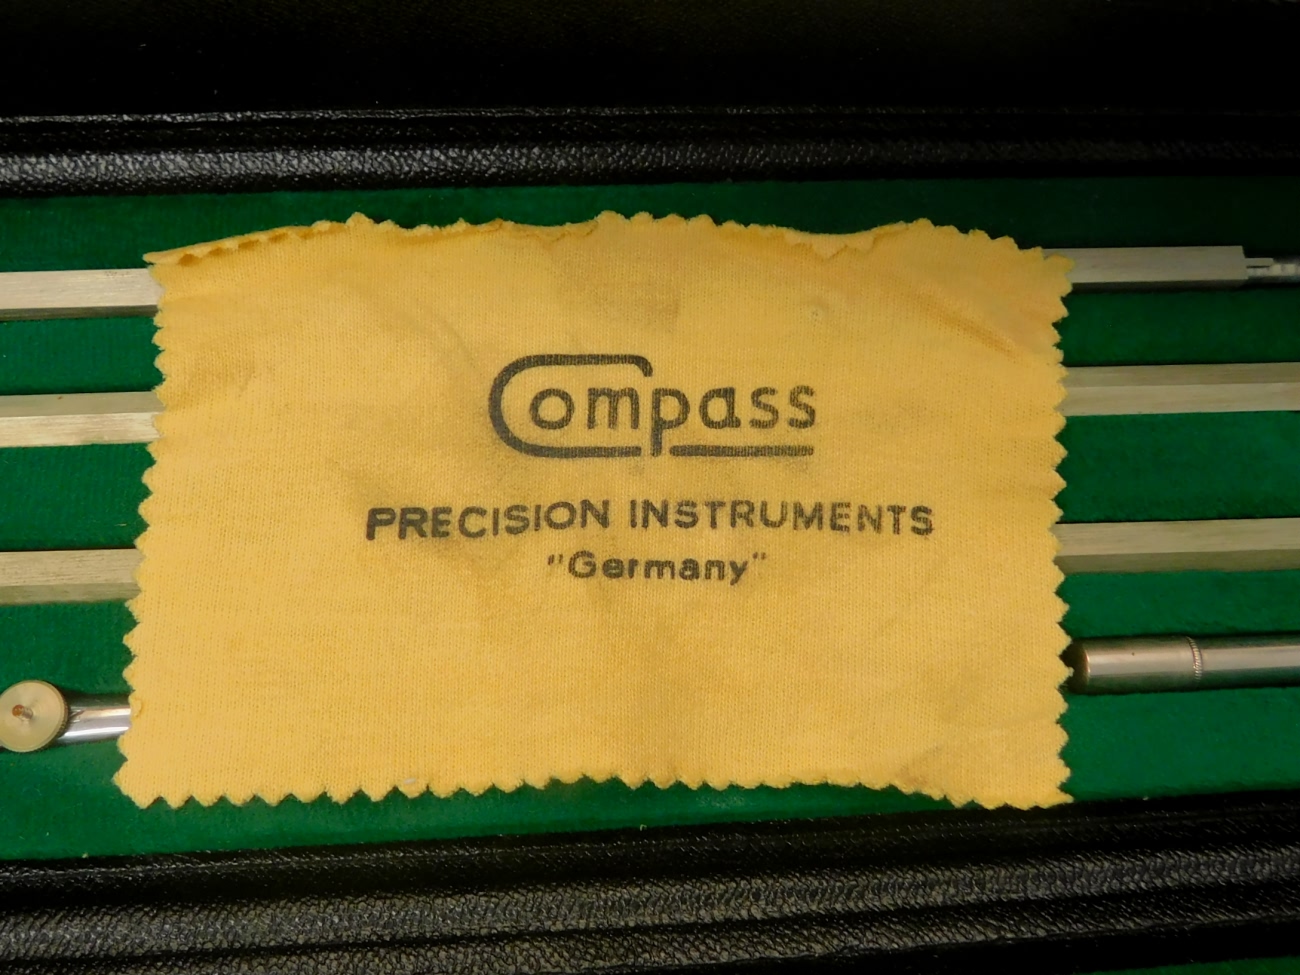 Compass
PRECISION INSTRUMENTS
"Germany"